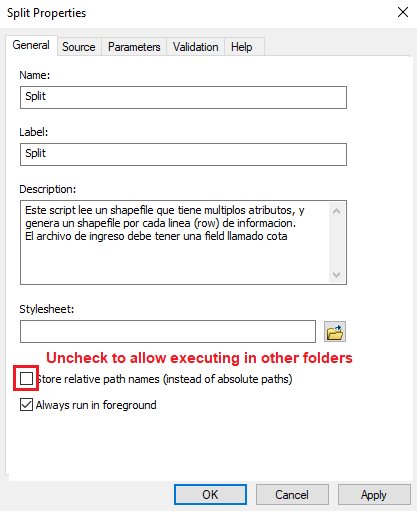 Split Properties
General Source Parameters Validation Help
Name:
Split
Label:
Split
Description:
Este script lee un shapefile que tiene multiplos atributos, y
genera un shapefile por cada linea (row) de informacion.
El archivo de ingreso debe tener una field llamado cota
Stylesheet:
Uncheck to allow executing in other folders
Store relative path names (instead of absolute paths)
Always run in foreground
OK Cancel Apply